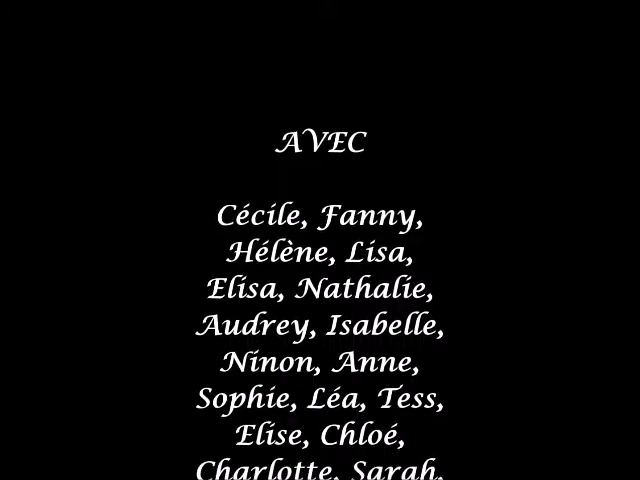 AVEC
Cécile, Fanny,
Hélène, Lisa,
Elisa, Nathalie,
Audrey, Isabelle,
Ninon, Anne,
Sophie, Léa, Tess,
Elise, Chloé,
Charlotte, Sarah,